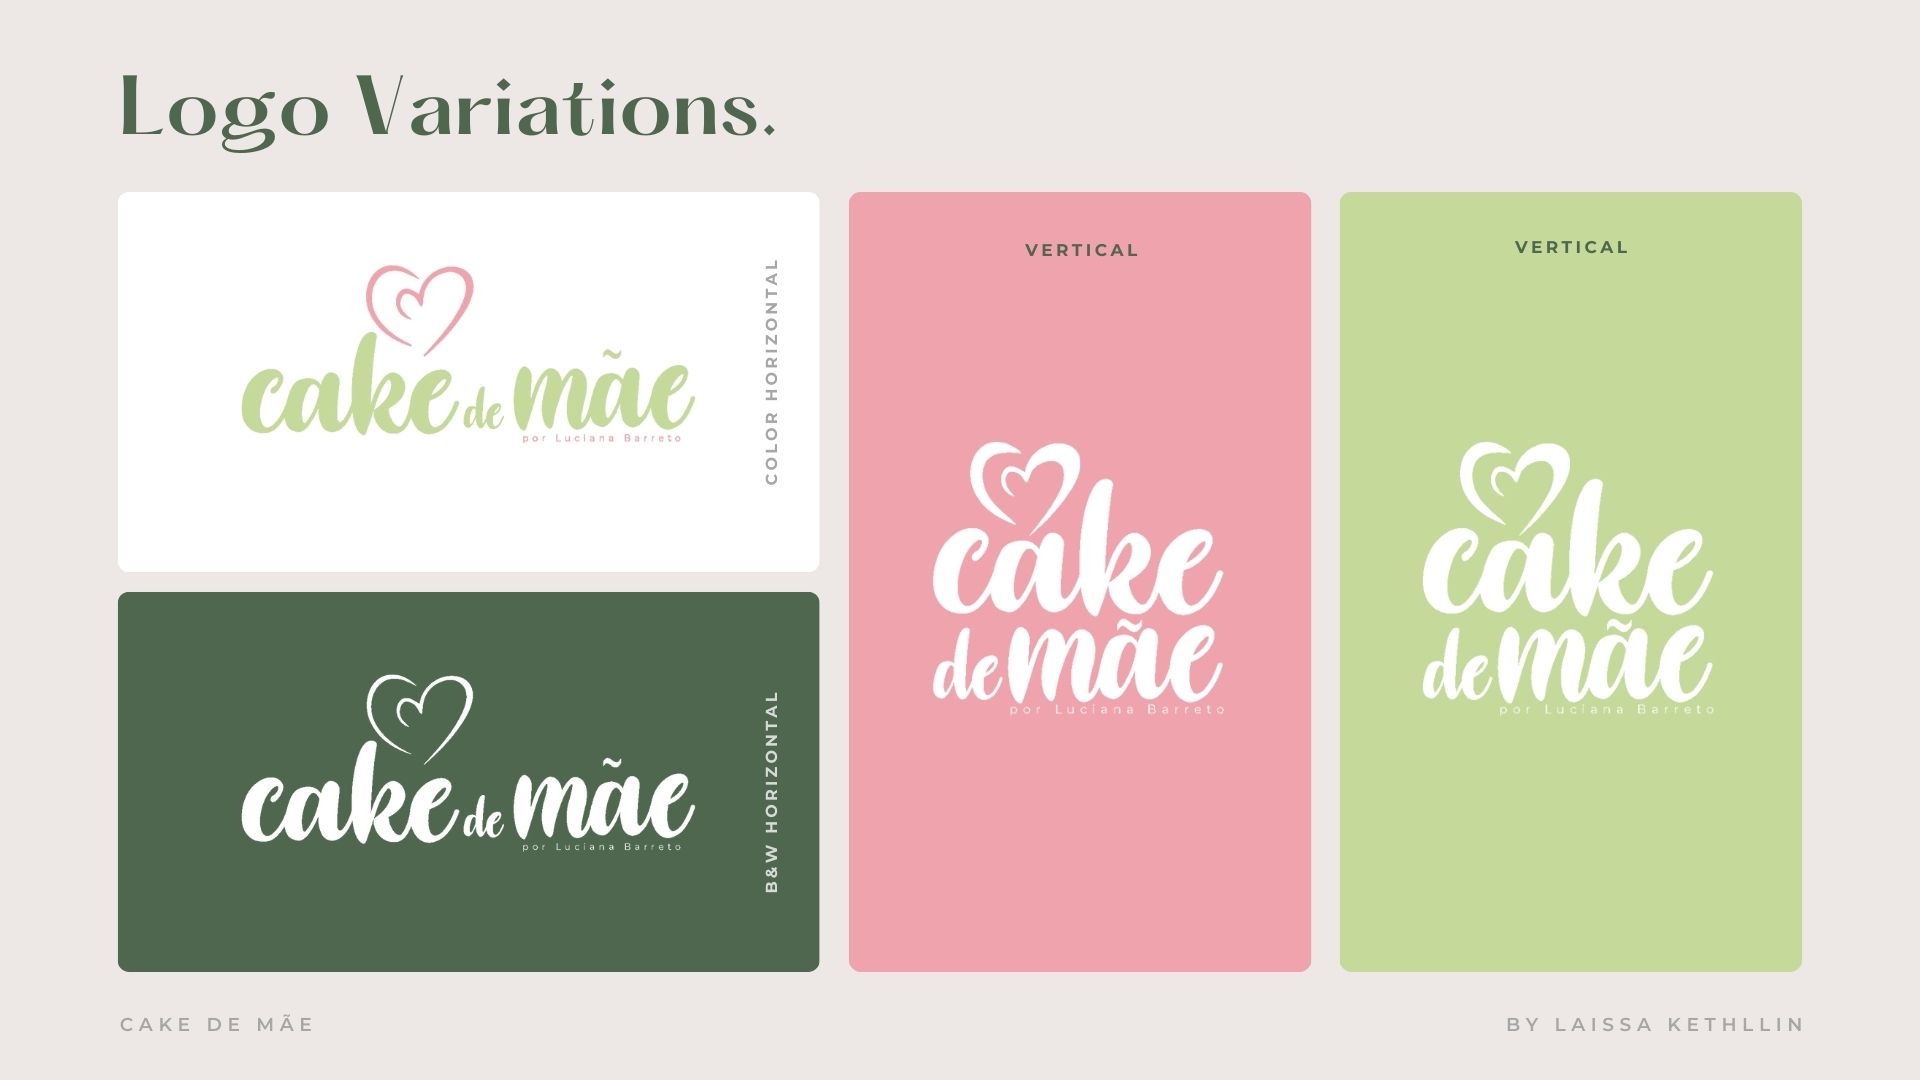 Logo Variations.
cake de mãe
por Luciana Barreto
COLOR HORIZONTAL
cake de mãe
por Luciana Barreto
B&W HORIZONTAL
VERTICAL
cake
de mãe
por Luciana Barreto
VERTICAL
cake
de mãe
por Luciana Barreto
CAKE DE MÃE
BY LAISSA KETHLLIN